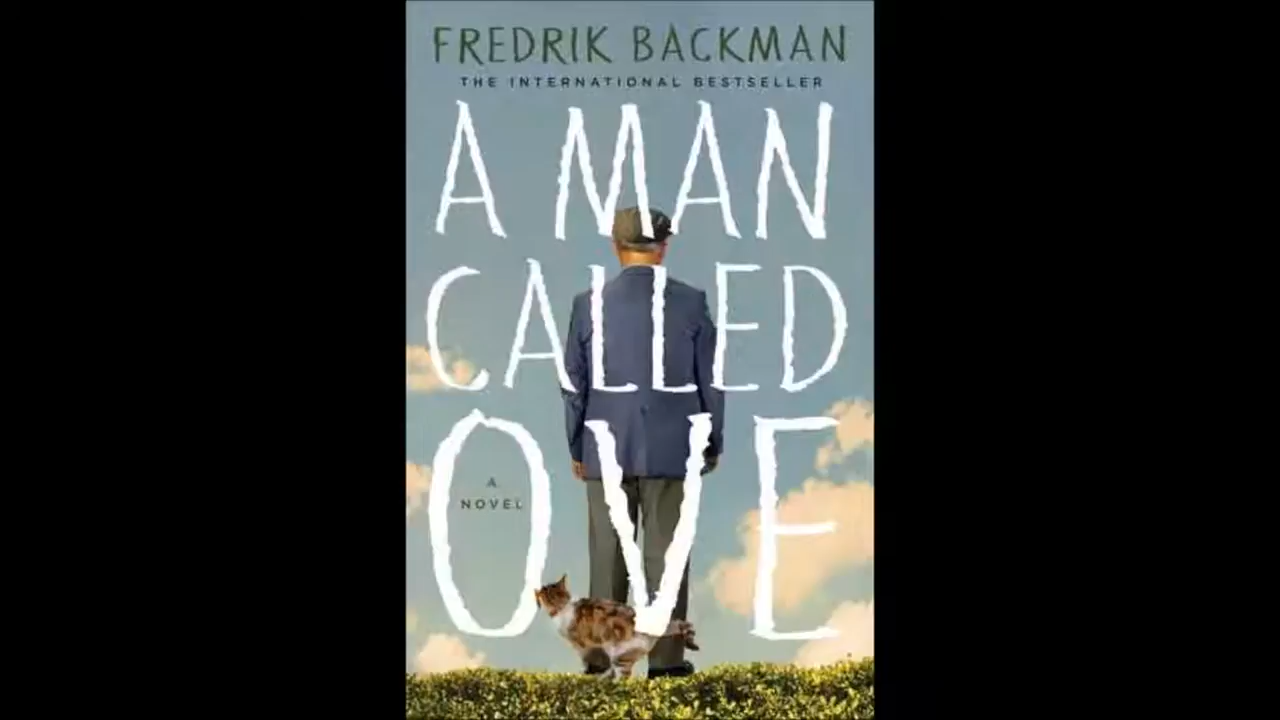 FREDRIK BACKMAN
THE INTERNATIONAL BESTSELLER
A MAN
CALLED
OVE
A
NOVEL